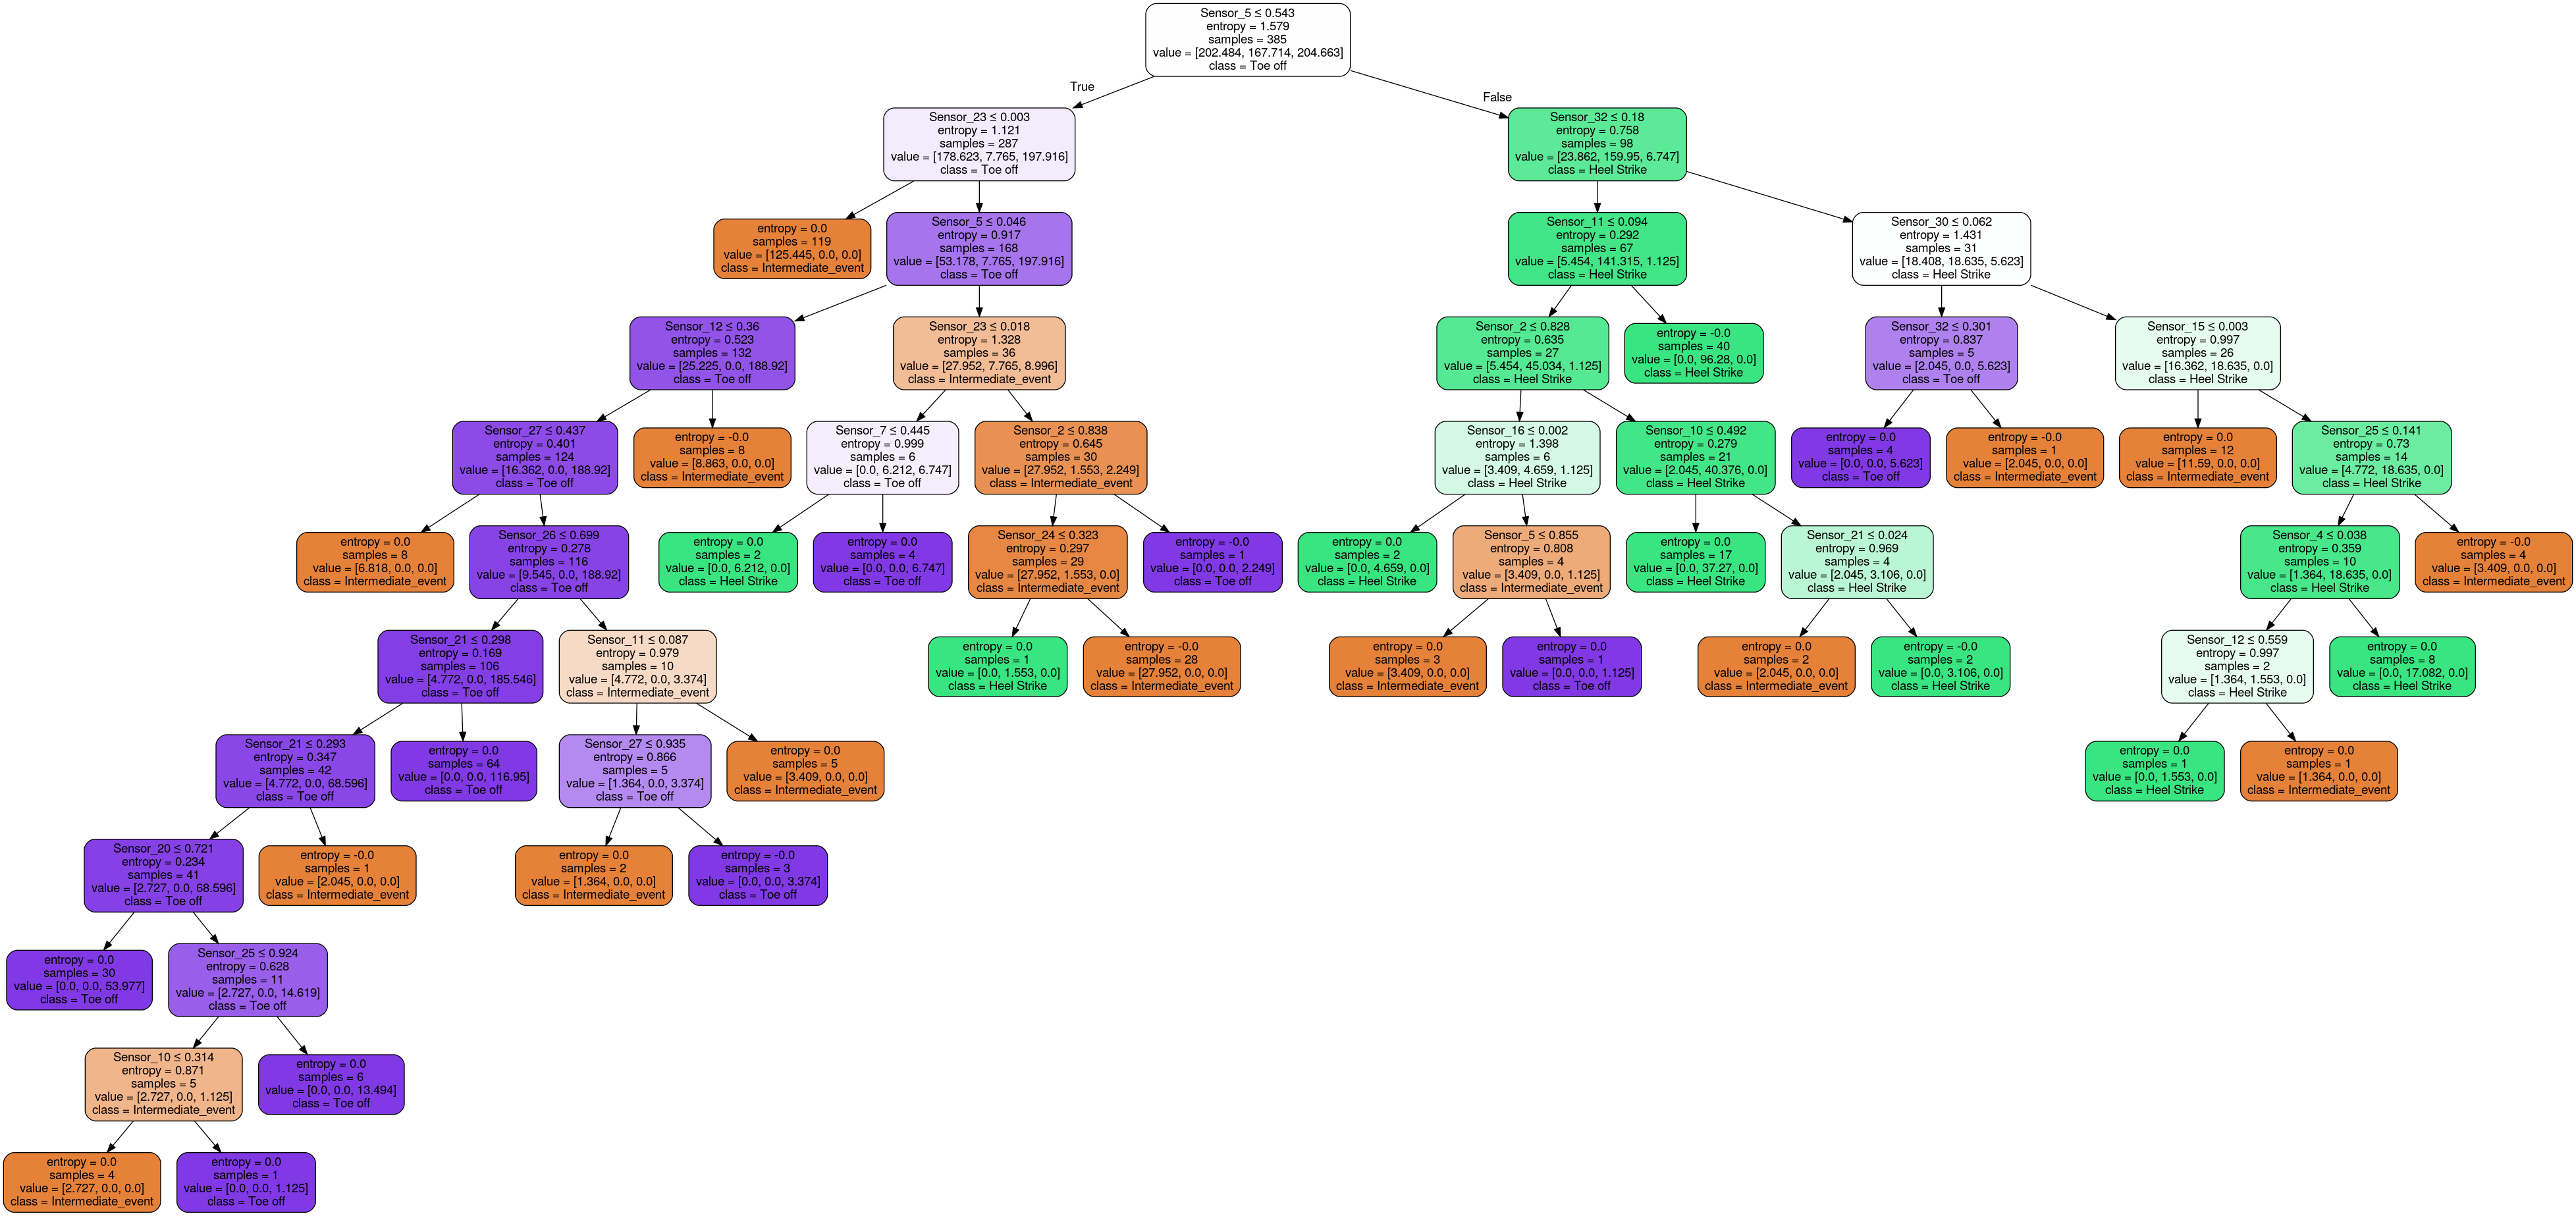 Sensor_5 ≤ 0.543
entropy = 1.579
samples = 385
value = [202.484, 167.714, 204.663]
class = Toe off
True
False
Sensor_23 ≤ 0.003
entropy = 1.121
samples = 287
value = [178.623, 7.765, 197.916]
class = Toe off
Sensor_32 ≤ 0.18
entropy = 0.758
samples = 98
value = [23.862, 159.95, 6.747]
class = Heel Strike
entropy = 0.0
samples = 119
value = [125.445, 0.0, 0.0]
class = Intermediate_event
Sensor_5 ≤ 0.046
entropy = 0.917
samples = 168
value = [53.178, 7.765, 197.916]
class = Toe off
Sensor_11 ≤ 0.094
entropy = 0.292
samples = 67
value = [5.454, 141.315, 1.125]
class = Heel Strike
Sensor_30 ≤ 0.062
entropy = 1.431
samples = 31
value = [18.408, 18.635, 5.623]
class = Heel Strike
Sensor_12 ≤ 0.36
entropy = 0.523
samples = 132
value = [25.225, 0.0, 188.92]
class = Toe off
Sensor_23 ≤ 0.018
entropy = 1.328
samples = 36
value = [27.952, 7.765, 8.996]
class = Intermediate_event
Sensor_2 ≤ 0.828
entropy = 0.635
samples = 27
value = [5.454, 45.034, 1.125]
class = Heel Strike
entropy = -0.0
samples = 40
value = [0.0, 96.28, 0.0]
class = Heel Strike
Sensor_32 ≤ 0.301
entropy = 0.837
samples = 5
value = [2.045, 0.0, 5.623]
class = Toe off
Sensor_15 ≤ 0.003
entropy = 0.997
samples = 26
value = [16.362, 18.635, 0.0]
class = Heel Strike
Sensor_27 ≤ 0.437
entropy = 0.401
samples = 124
value = [16.362, 0.0, 188.92]
class = Toe off
entropy = -0.0
samples = 8
value = [8.863, 0.0, 0.0]
class = Intermediate_event
Sensor_7 ≤ 0.445
entropy = 0.999
samples = 6
value = [0.0, 6.212, 6.747]
class = Toe off
Sensor_2 ≤ 0.838
entropy = 0.645
samples = 30
value = [27.952, 1.553, 2.249]
class = Intermediate_event
Sensor_16 ≤ 0.002
entropy = 1.398
samples = 6
value = [3.409, 4.659, 1.125]
class = Heel Strike
Sensor_10 ≤ 0.492
entropy = 0.279
samples = 21
value = [2.045, 40.376, 0.0]
class = Heel Strike
entropy = 0.0
samples = 4
value = [0.0, 0.0, 5.623]
class = Toe off
entropy = -0.0
samples = 1
value = [2.045, 0.0, 0.0]
class = Intermediate_event
entropy = 0.0
samples = 12
value = [11.59, 0.0, 0.0]
class = Intermediate_event
Sensor_25 ≤ 0.141
entropy = 0.73
samples = 14
value = [4.772, 18.635, 0.0]
class = Heel Strike
entropy = 0.0
samples = 8
value = [6.818, 0.0, 0.0]
class = Intermediate_event
Sensor_26 ≤ 0.699
entropy = 0.278
samples = 116
value = [9.545, 0.0, 188.92]
class = Toe off
entropy = 0.0
samples = 2
value = [0.0, 6.212, 0.0]
class = Heel Strike
entropy = 0.0
samples = 4
value = [0.0, 0.0, 6.747]
class = Toe off
Sensor_24 ≤ 0.323
entropy = 0.297
samples = 29
value = [27.952, 1.553, 0.0]
class = Intermediate_event
entropy = -0.0
samples = 1
value = [0.0, 0.0, 2.249]
class = Toe off
entropy = 0.0
samples = 2
value = [0.0, 4.659, 0.0]
class = Heel Strike
Sensor_5 ≤ 0.855
entropy = 0.808
samples = 4
value = [3.409, 0.0, 1.125]
class = Intermediate_event
entropy = 0.0
samples = 17
value = [0.0, 37.27, 0.0]
class = Heel Strike
Sensor_21 ≤ 0.024
entropy = 0.969
samples = 4
value = [2.045, 3.106, 0.0]
class = Heel Strike
Sensor_4 ≤ 0.038
entropy = 0.359
samples = 10
value = [1.364, 18.635, 0.0]
class = Heel Strike
entropy = -0.0
samples = 4
value = [3.409, 0.0, 0.0]
class = Intermediate_event
Sensor_21 ≤ 0.298
entropy = 0.169
samples = 106
value = [4.772, 0.0, 185.546]
class = Toe off
Sensor_11 ≤ 0.087
entropy = 0.979
samples = 10
value = [4.772, 0.0, 3.374]
class = Intermediate_event
entropy = 0.0
samples = 1
value = [0.0, 1.553, 0.0]
class = Heel Strike
entropy = -0.0
samples = 28
value = [27.952, 0.0, 0.0]
class = Intermediate_event
entropy = 0.0
samples = 3
value = [3.409, 0.0, 0.0]
class = Intermediate_event
entropy = 0.0
samples = 1
value = [0.0, 0.0, 1.125]
class = Toe off
entropy = 0.0
samples = 2
value = [2.045, 0.0, 0.0]
class = Intermediate_event
entropy = -0.0
samples = 2
value = [0.0, 3.106, 0.0]
class = Heel Strike
Sensor_12 ≤ 0.559
entropy = 0.997
samples = 2
value = [1.364, 1.553, 0.0]
class = Heel Strike
entropy = 0.0
samples = 8
value = [0.0, 17.082, 0.0]
class = Heel Strike
Sensor_21 ≤ 0.293
entropy = 0.347
samples = 42
value = [4.772, 0.0, 68.596]
class = Toe off
entropy = 0.0
samples = 64
value = [0.0, 0.0, 116.95]
class = Toe off
Sensor_27 ≤ 0.935
entropy = 0.866
samples = 5
value = [1.364, 0.0, 3.374]
class = Toe off
entropy = 0.0
samples = 5
value = [3.409, 0.0, 0.0]
class = Intermediate_event
entropy = 0.0
samples = 1
value = [0.0, 1.553, 0.0]
class = Heel Strike
entropy = 0.0
samples = 1
value = [1.364, 0.0, 0.0]
class = Intermediate_event
Sensor_20 ≤ 0.721
entropy = 0.234
samples = 41
value = [2.727, 0.0, 68.596]
class = Toe off
entropy = -0.0
samples = 1
value = [2.045, 0.0, 0.0]
class = Intermediate_event
entropy = 0.0
samples = 2
value = [1.364, 0.0, 0.0]
class = Intermediate_event
entropy = -0.0
samples = 3
value = [0.0, 0.0, 3.374]
class = Toe off
entropy = 0.0
samples = 30
value = [0.0, 0.0, 53.977]
class = Toe off
Sensor_25 ≤ 0.924
entropy = 0.628
samples = 11
value = [2.727, 0.0, 14.619]
class = Toe off
Sensor_10 ≤ 0.314
entropy = 0.871
samples = 5
value = [2.727, 0.0, 1.125]
class = Intermediate_event
entropy = 0.0
samples = 6
value = [0.0, 0.0, 13.494]
class = Toe off
entropy = 0.0
samples = 4
value = [2.727, 0.0, 0.0]
class = Intermediate_event
entropy = 0.0
samples = 1
value = [0.0, 0.0, 1.125]
class = Toe off